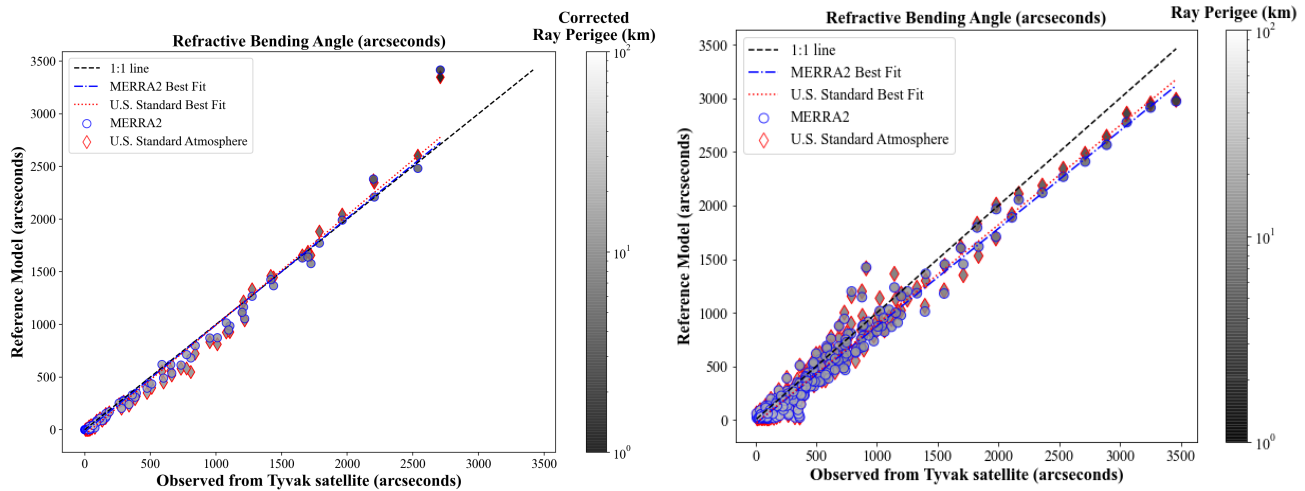 Corrected
Ray Perigee (km)
Refractive Bending Angle (arcseconds)
10²
3500
1:1 line
MERRA2 Best Fit
U.S. Standard Best Fit
MERRA2
U.S. Standard Atmosphere
3000
2500
2000
1500
1000
500
0
10¹
10⁰
Reference Model (arcseconds)
0 500 1000 1500 2000 2500 3000 3500
Observed from Tyvak satellite (arcseconds)
Ray Perigee (km)
Refractive Bending Angle (arcseconds)
10²
3500
1:1 line
MERRA2 Best Fit
U.S. Standard Best Fit
MERRA2
U.S. Standard Atmosphere
3000
2500
2000
1500
1000
500
0
10¹
10⁰
Reference Model (arcseconds)
0 500 1000 1500 2000 2500 3000 3500
Observed from Tyvak satellite (arcseconds)